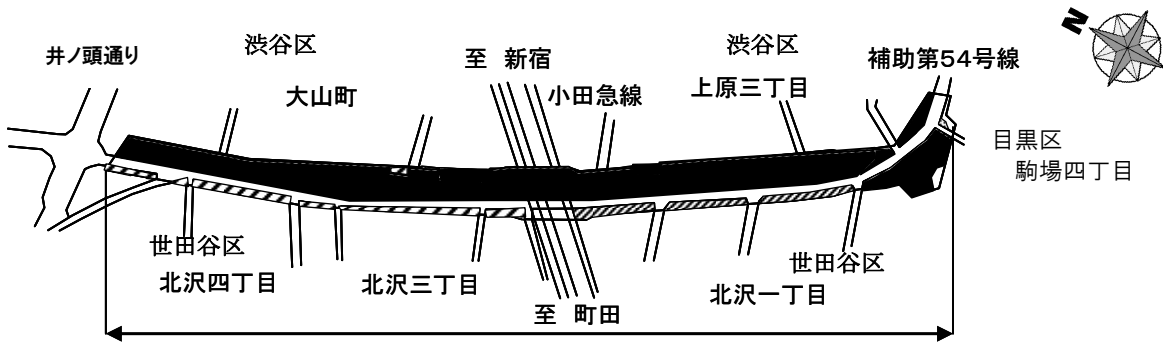 井ノ頭通り
渋谷区
大山町
至 新宿
小田急線
渋谷区
上原三丁目
補助第54号線
N
目黒区
駒場四丁目
世田谷区
北沢四丁目
北沢三丁目
至 町田
世田谷区
北沢一丁目